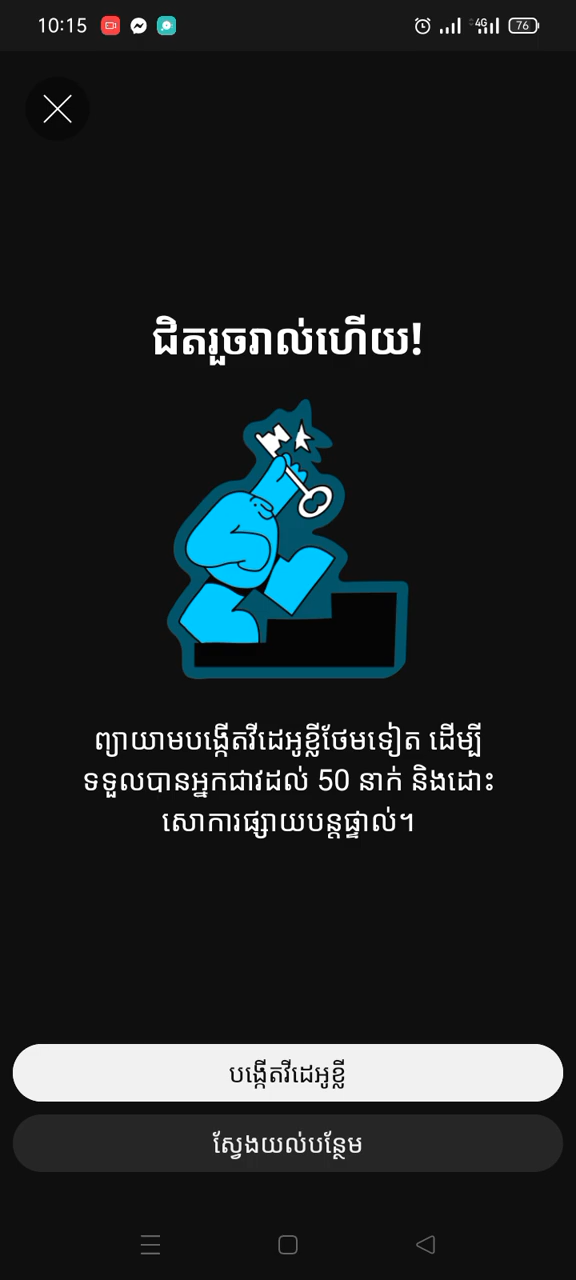 10:15
4G
76
ជិតរួចរាល់ហើយ!
ព្យាយាមបង្កើតវីដេអូខ្លីថែមទៀត ដើម្បី
ទទួលបានអ្នកជាវដល់ 50 នាក់ និងដោះ
សោការផ្សាយបន្តផ្ទាល់។
បង្កើតវីដេអូខ្លី
ស្វែងយល់បន្ថែម